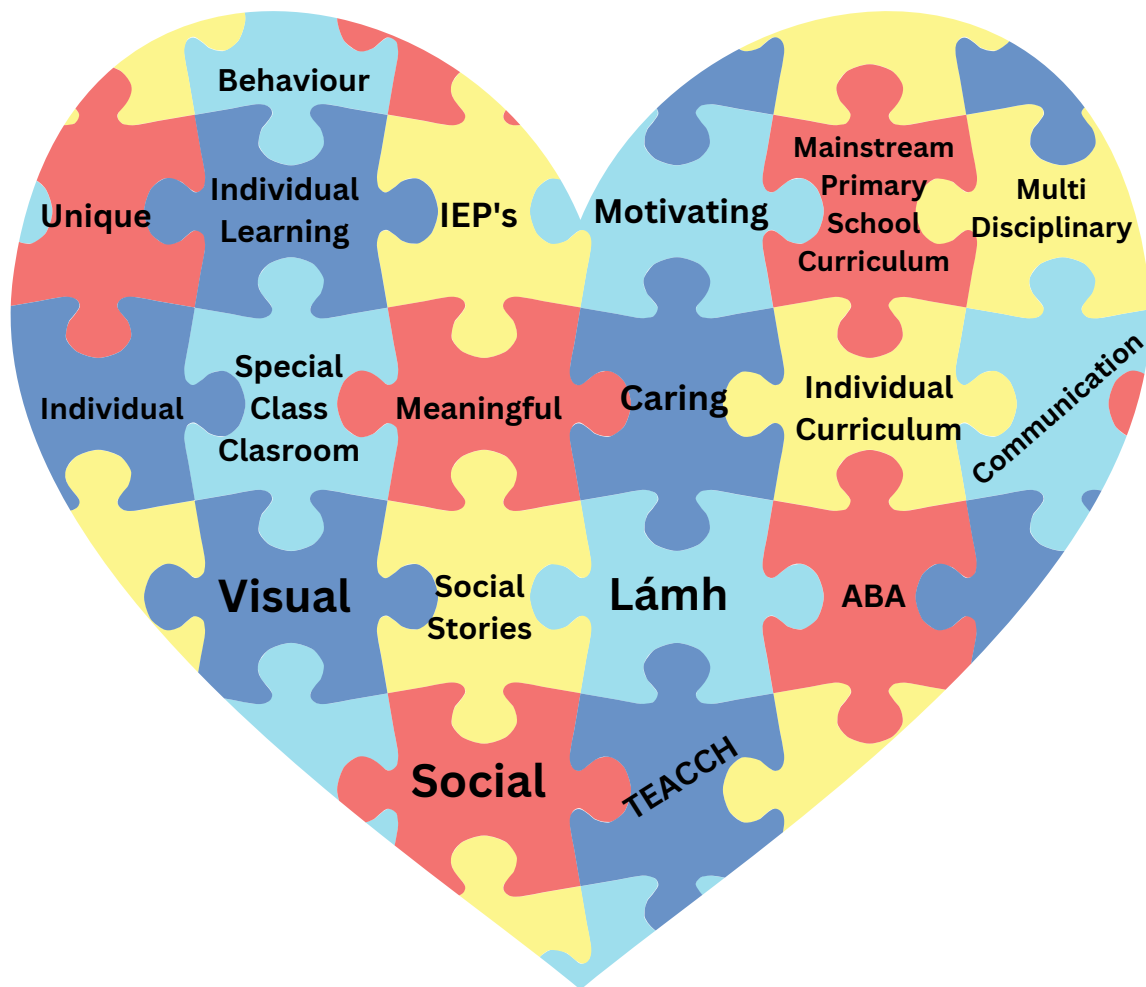 Behaviour
Unique
Individual
Learning
IEP's
Motivating
Mainstream
Primary
School
Curriculum
Multi
Disciplinary
Individual
Special
Class
Clasroom
Meaningful
Caring
Individual
Curriculum
Communication
Visual
Social
Stories
Lámh
ABA
Social
TEACCH